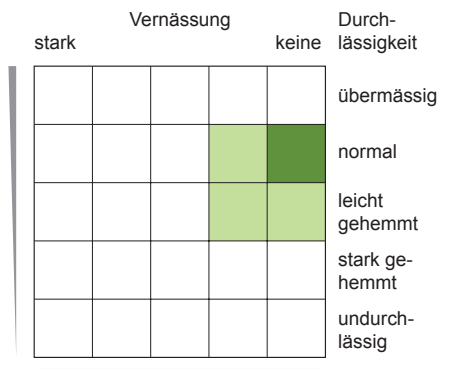 Vernässung
stark
keine
Durch-
lässigkeit
übermässig
normal
leicht
gehemmt
stark ge-
hemmt
undurch-
lässig